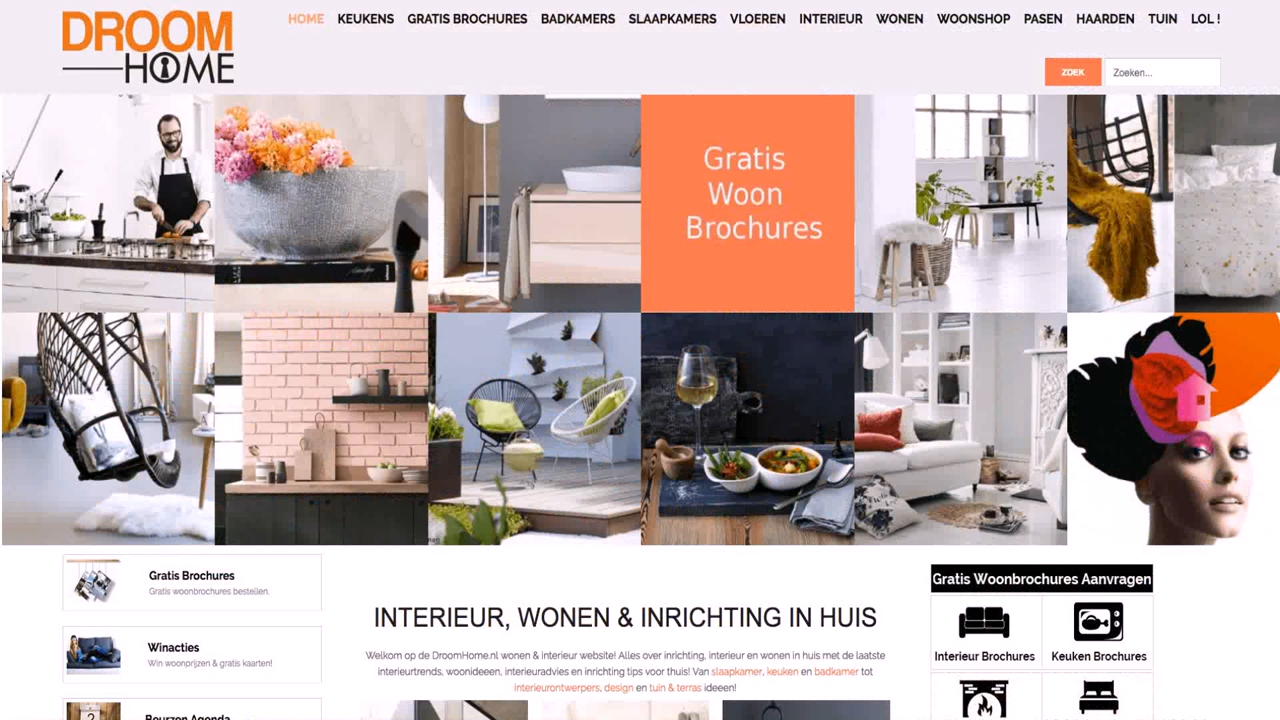 DROOM
HOME
HOME KEUKENS GRATIS BROCHURES BADKAMERS SLAAPKAMERS VLOEREN INTERIEUR WONEN WOONSHOP PASEN HAARDEN TUIN LOL !
ZOEK Zoeken...
Gratis
Woon
Brochures
Gratis Brochures
Gratis woonbrochures bestellen.
Winacties
Win woonprijzen & gratis kaarten!
2
Beurzen Agenda
INTERIEUR, WONEN & INRICHTING IN HUIS
Welkom op de DroomHome.nl wonen & interieur website! Alles over inrichting, interieur en wonen in huis met de laatste
interieurtrends, woonideeen, interieuradvies en inrichting tips voor thuis! Van slaapkamer, keuken en badkamer tot
interieurontwerpers, design en tuin & terras ideeen!
Gratis Woonbrochures Aanvragen
Interieur Brochures Keuken Brochures